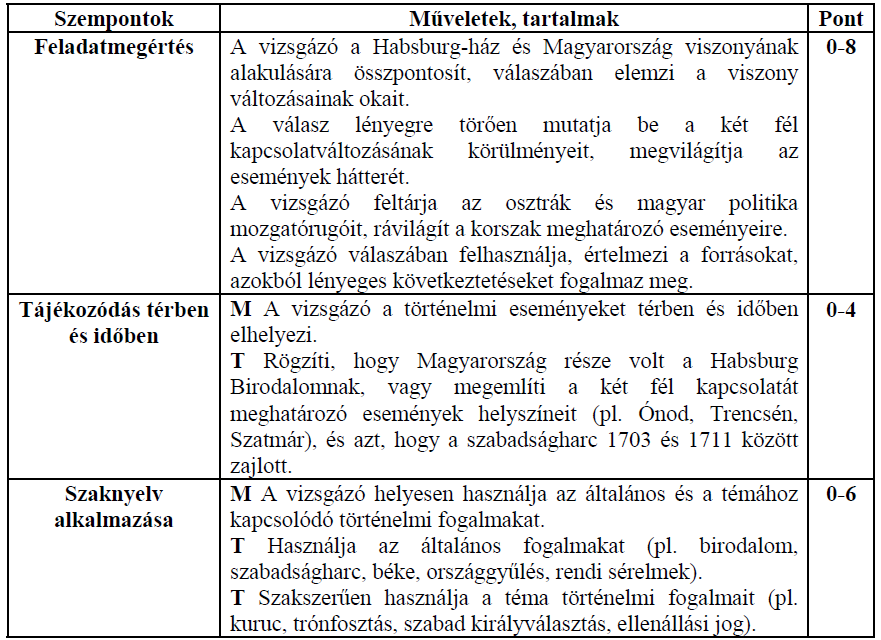 Szempontok Műveletek, tartalmak Pont
Feladatmegértés A vizsgázó a Habsburg-ház és Magyarország viszonyának 0-8
alakulására összpontosít, válaszában elemzi a viszony
változásainak okait.
A válasz lényegre törően mutatja be a két fél
kapcsolatváltozásának körülményeit, megvilágítja az
események hátterét.
A vizsgázó feltárja az osztrák és magyar politika
mozgatórugóit, rávilágít a korszak meghatározó eseményeire.
A vizsgázó válaszában felhasználja, értelmezi a forrásokat,
azokból lényeges következtetéseket fogalmaz meg.
Tájékozódás térben M A vizsgázó a történelmi eseményeket térben és időben 0-4
és időben elhelyezi.
T Rögzíti, hogy Magyarország része volt a Habsburg
Birodalomnak, vagy megemlíti a két fél kapcsolatát
meghatározó események helyszíneit (pl. Ónod, Trencsén,
Szatmár), és azt, hogy a szabadságharc 1703 és 1711 között
zajlott.
Szaknyelv M A vizsgázó helyesen használja az általános és a témához 0-6
alkalmazása kapcsolódó történelmi fogalmakat.
T Használja az általános fogalmakat (pl. birodalom,
szabadságharc, béke, országgyűlés, rendi sérelmek).
T Szakszerűen használja a téma történelmi fogalmait (pl.
kuruc, trónfosztás, szabad királyválasztás, ellenállási jog).